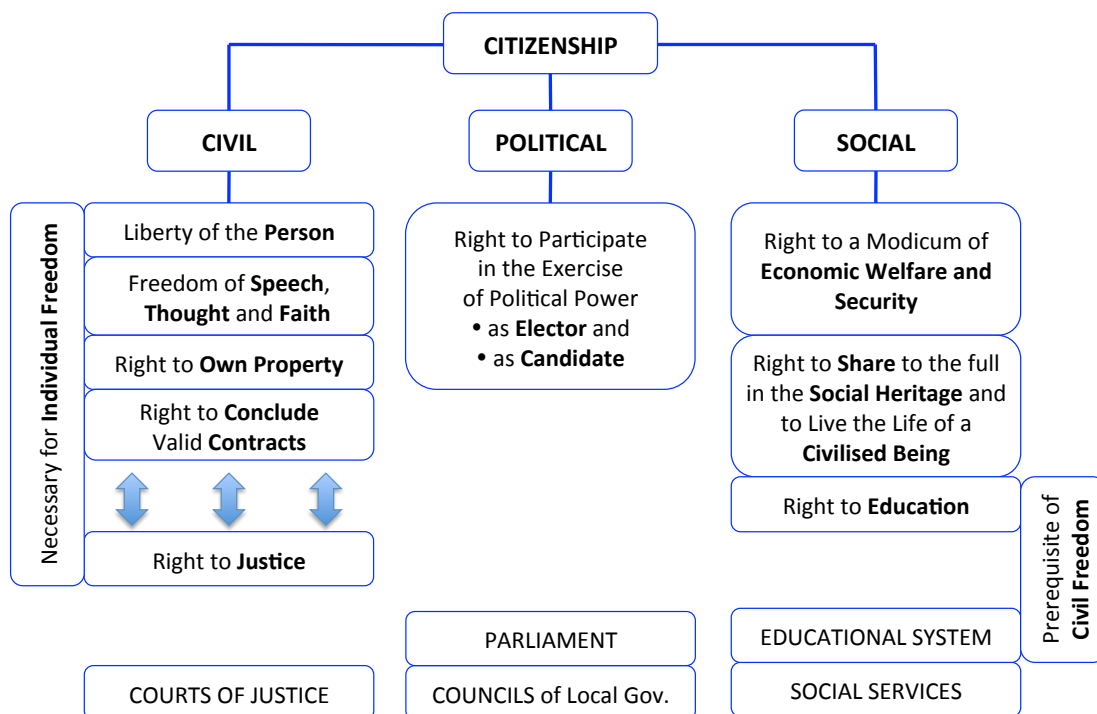 CITIZENSHIP
CIVIL
POLITICAL
SOCIAL
Necessary for Individual Freedom
Liberty of the Person
Freedom of Speech,
Thought and Faith
Right to Own Property
Right to Conclude
Valid Contracts
Right to Justice
COURTS OF JUSTICE
Right to Participate
in the Exercise
of Political Power
• as Elector and
• as Candidate
PARLIAMENT
COUNCILS of Local Gov.
Right to a Modicum of
Economic Welfare and
Security
Right to Share to the full
in the Social Heritage and
to Live the Life of a
Civilised Being
Right to Education
Prerequisite of
Civil Freedom
EDUCATIONAL SYSTEM
SOCIAL SERVICES